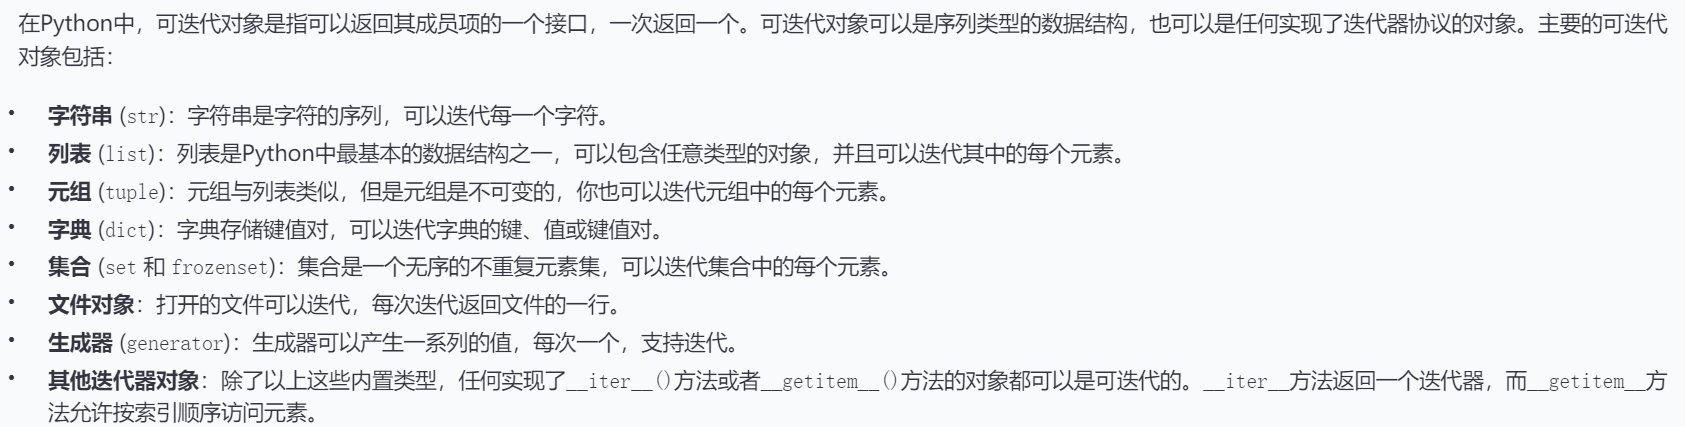 在Python中，可迭代对象是指可以返回其成员项的一个接口，一次返回一个。可迭代对象可以是序列类型的数据结构，也可以是任何实现了迭代器协议的对象。主要的可迭代
对象包括：
• 字符串 (str)：字符串是字符的序列，可以迭代每一个字符。
• 列表 (list)：列表是Python中最基本的数据结构之一，可以包含任意类型的对象，并且可以迭代其中的每个元素。
• 元组 (tuple)：元组与列表类似，但是元组是不可变的，你也可以迭代元组中的每个元素。
• 字典 (dict)：字典存储键值对，可以迭代字典的键、值或键值对。
• 集合 (set 和 frozenset)：集合是一个无序的不重复元素集，可以迭代集合中的每个元素。
• 文件对象：打开的文件可以迭代，每次迭代返回文件的一行。
• 生成器 (generator)：生成器可以产生一系列的值，每次一个，支持迭代。
• 其他迭代器对象：除了以上这些内置类型，任何实现了__iter__()方法或者__getitem__()方法的对象都可以是可迭代的。__iter__方法返回一个迭代器，而__getitem__方
法允许按索引顺序访问元素。